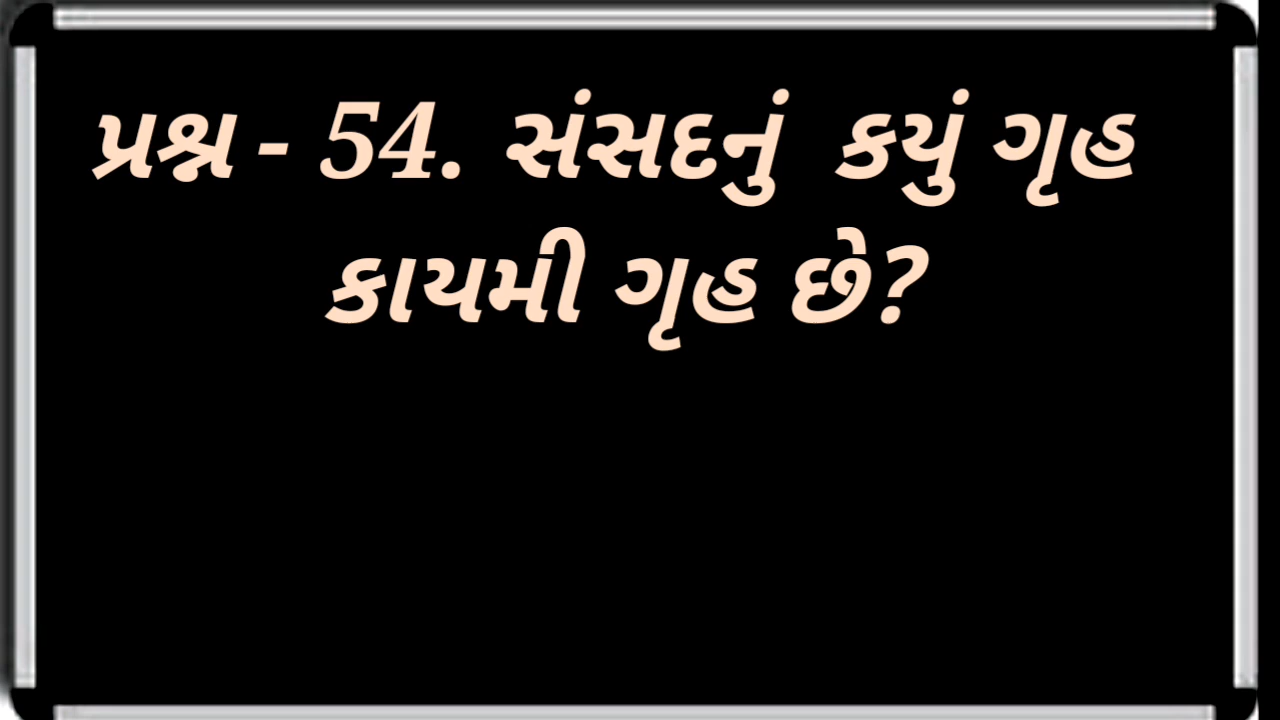 પ્રશ્ન - 54. સંસદનું કયું ગૃહ
કાયમી ગૃહ છે?